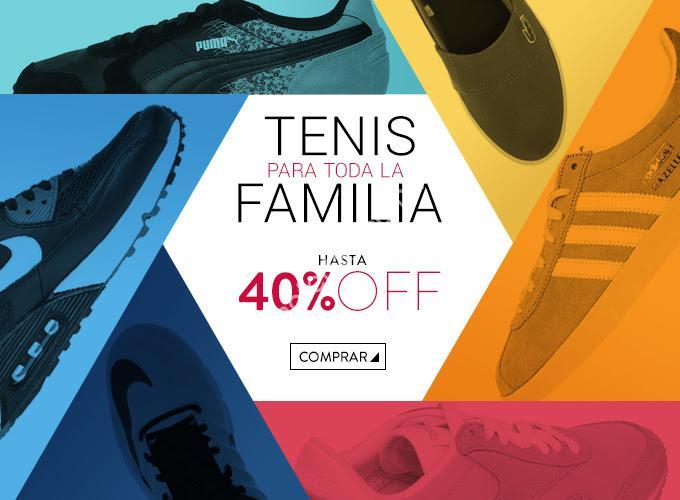 PUMA
TENIS
PARA TODA LA
FAMILIA
HASTA
40%OFF
COMPRAR
GAZELLE